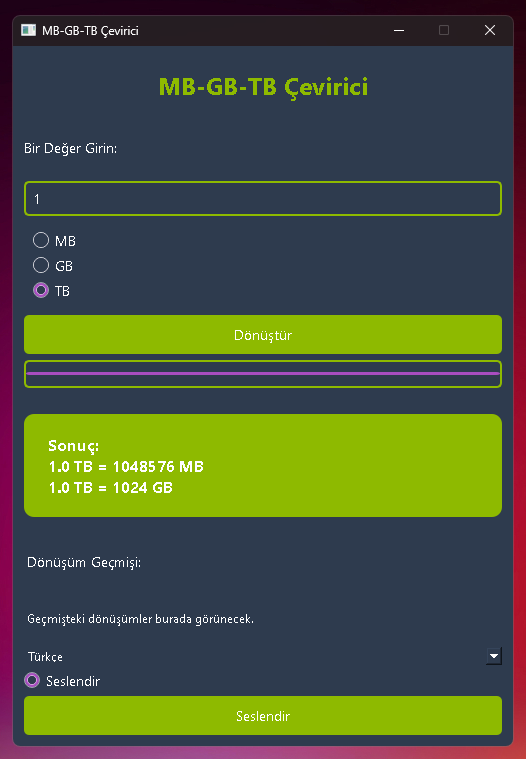 MB-GB-TB Çevirici
MB-GB-TB Çevirici
Bir Değer Girin:
1
MB
GB
TB
Dönüştür
Sonuç:
1.0 TB = 1048576 MB
1.0 TB = 1024 GB
Dönüşüm Geçmişi:
Geçmişteki dönüşümler burada görünecek.
Türkçe
Seslendir
Seslendir